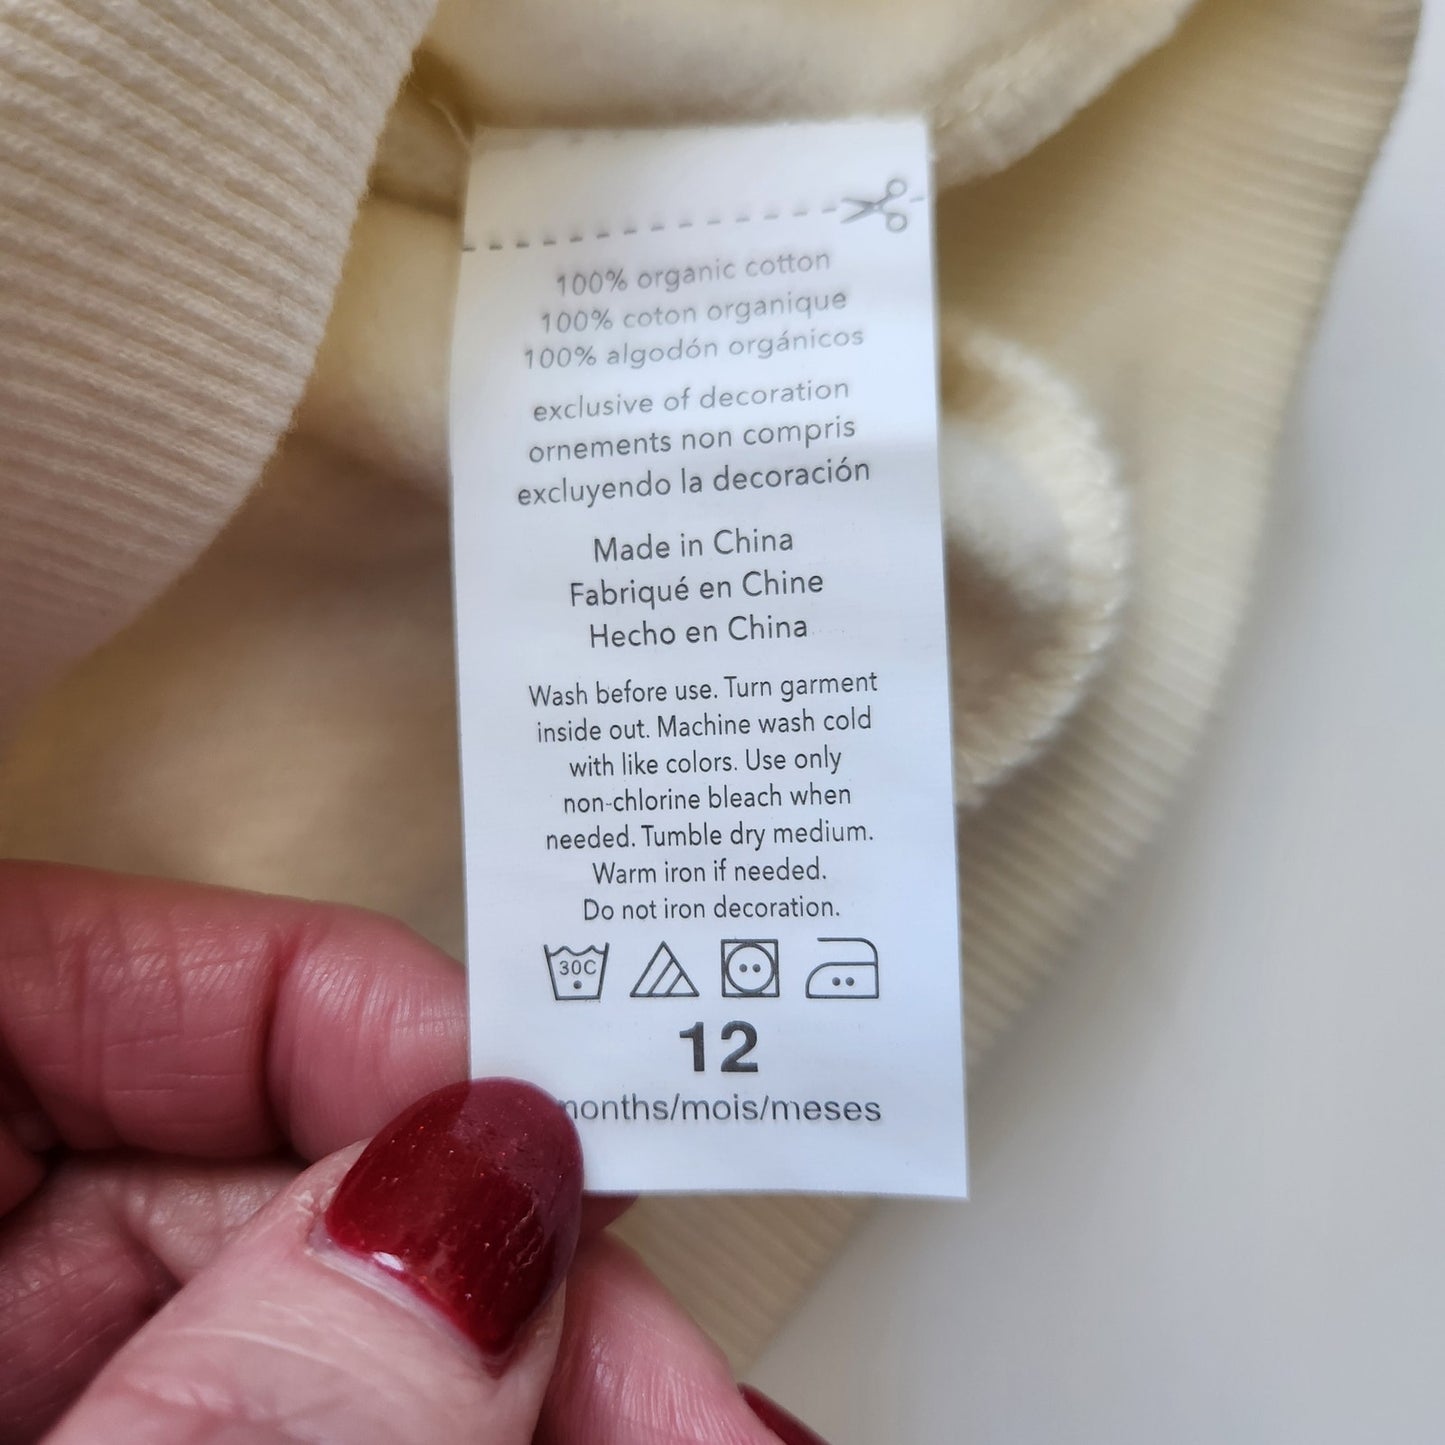 100% organic cotton
100% coton organique
100% algodón orgánicos
exclusive of decoration
ornements non compris
excluyendo la decoración
Made in China
Fabriqué en Chine
Hecho en China
Wash before use. Turn garment
inside out. Machine wash cold
with like colors. Use only
non-chlorine bleach when
needed. Tumble dry medium.
Warm iron if needed.
Do not iron decoration.
30C
12
months/mois/meses